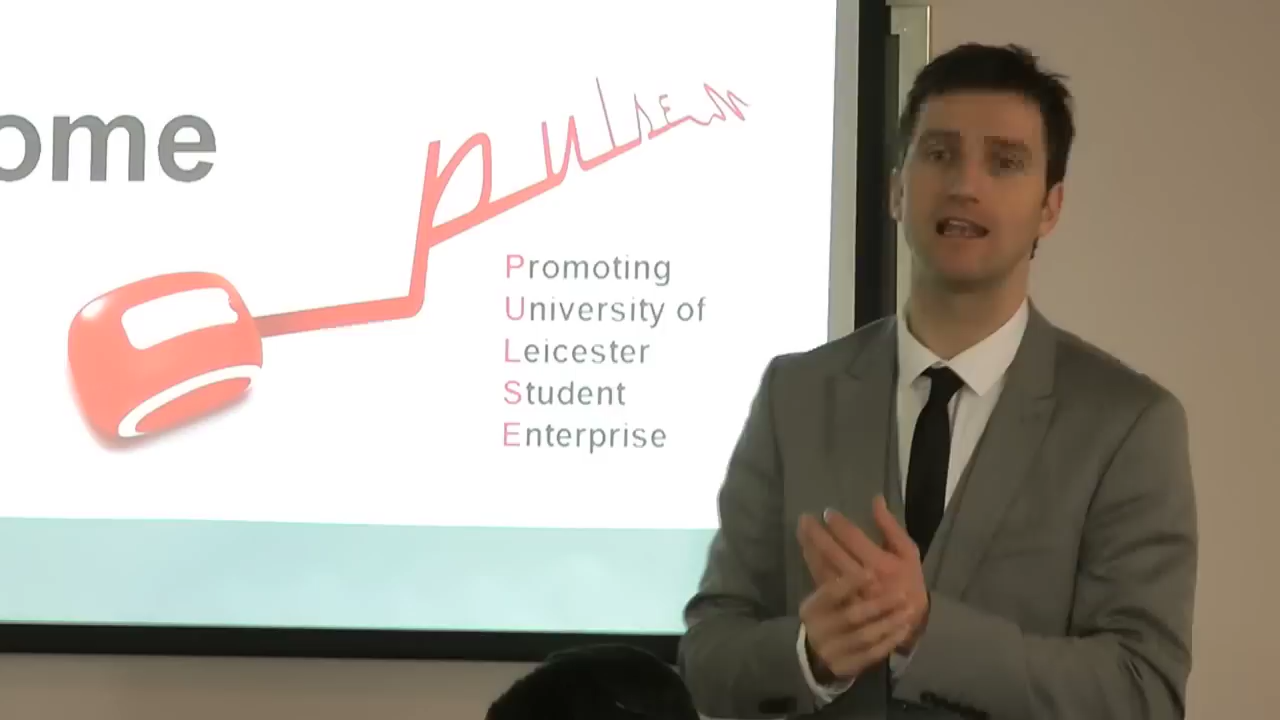 ome
pulse
Promoting
University of
Leicester
Student
Enterprise